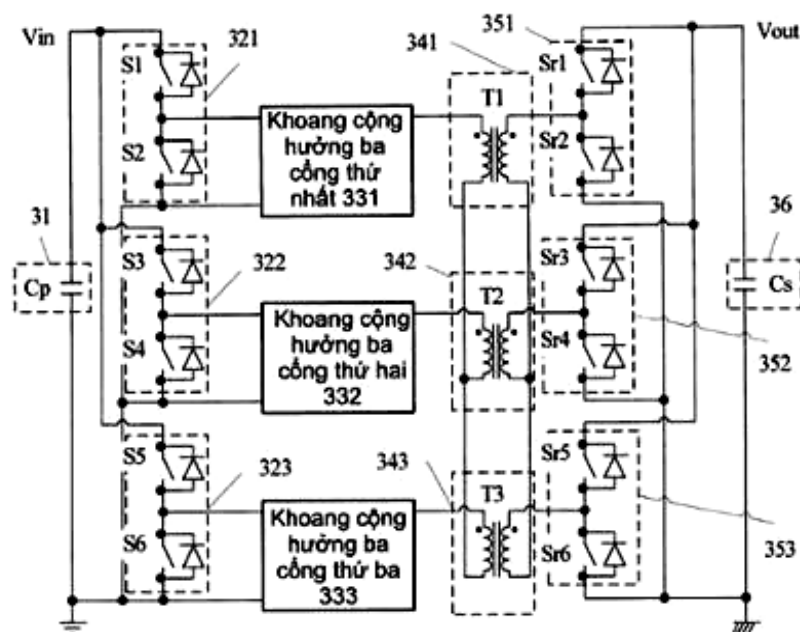 Vin
321
341
351
Vout
S1
T1
Sr1
S2
Khoang cộng
hưởng ba
cổng thứ
nhất 331
Sr2
31
36
S3
322
342
Sr3
Cp
T2
Cs
S4
Khoang cộng
hưởng ba
cổng thứ hai
332
Sr4
352
S5
323
343
Sr5
T3
S6
Khoang cộng
hưởng ba
cổng thứ ba
333
Sr6
353